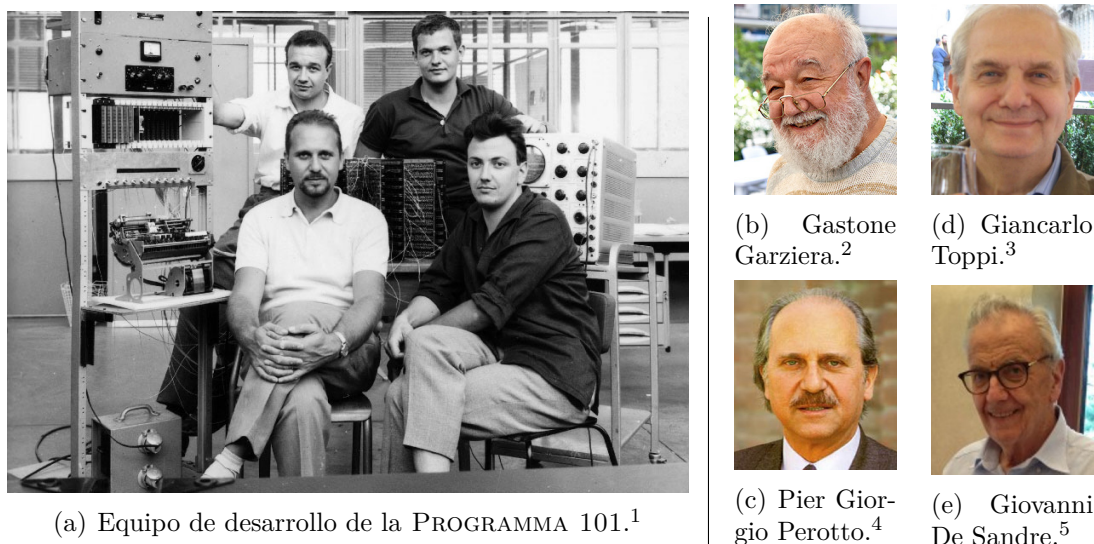 (a) Equipo de desarrollo de la PROGRAMMA 101.1
(b) Gastone
Garziera.2
(d) Giancarlo
Toppi.3
(c) Pier Gior-
gio Perotto.4
(e) Giovanni
De Sandre.5